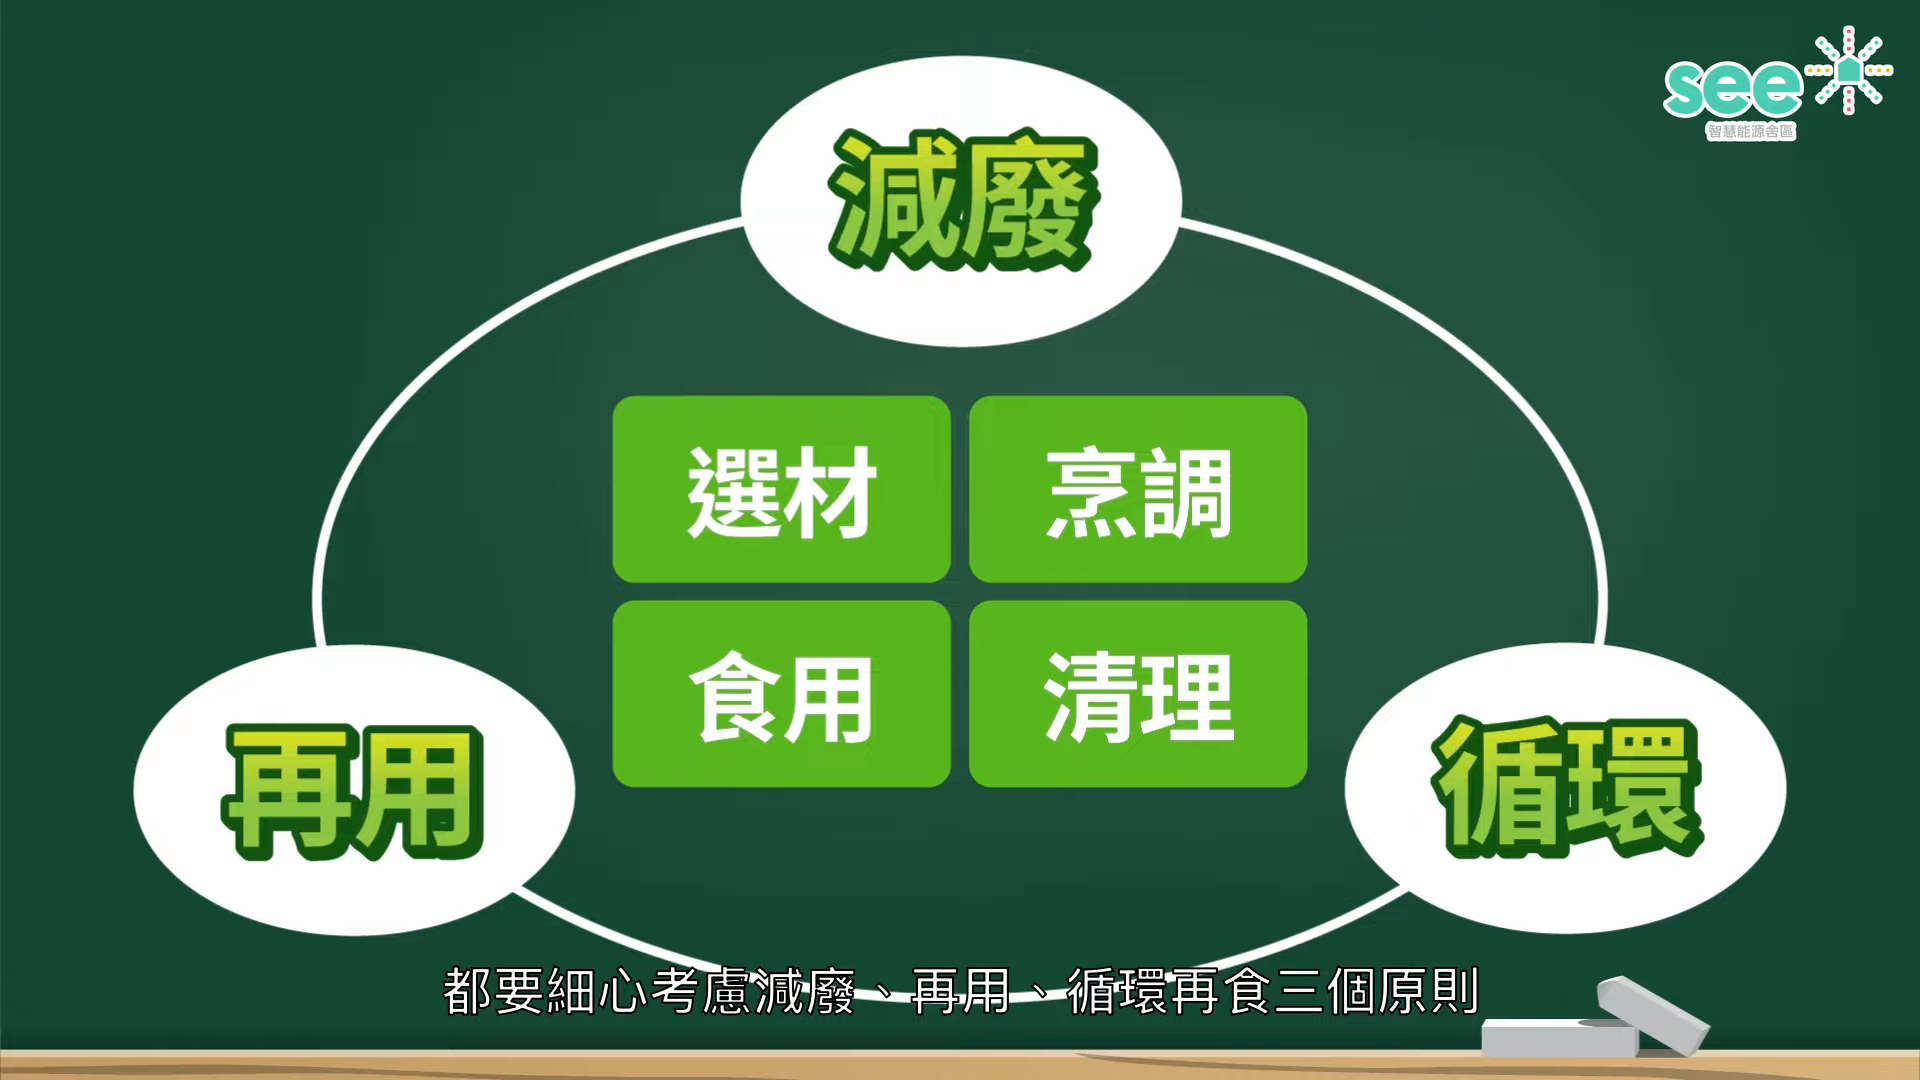 see
智慧能源舍區
減廢
選材
烹調
食用
清理
再用
循環
都要細心考慮減廢、再用、循環再食三個原則